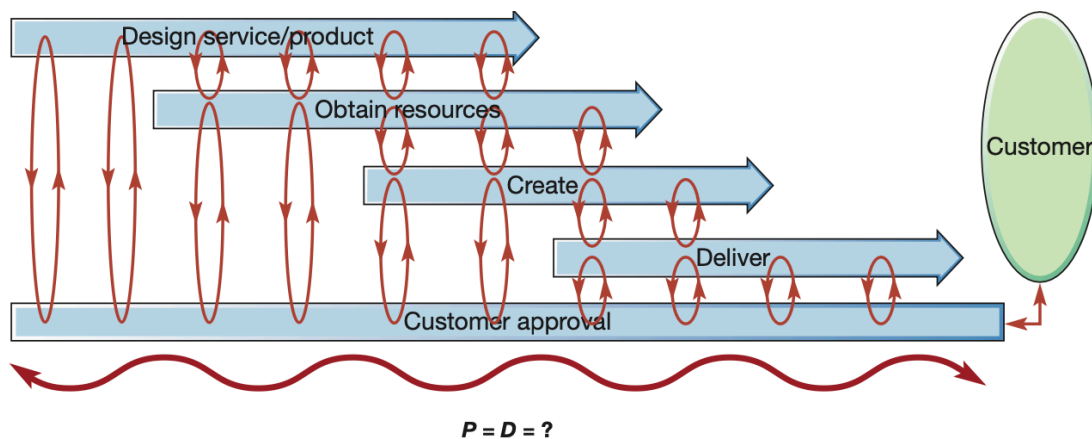 Design service/product
Obtain resources
Create
Deliver
Customer approval
Customer
P = D = ?